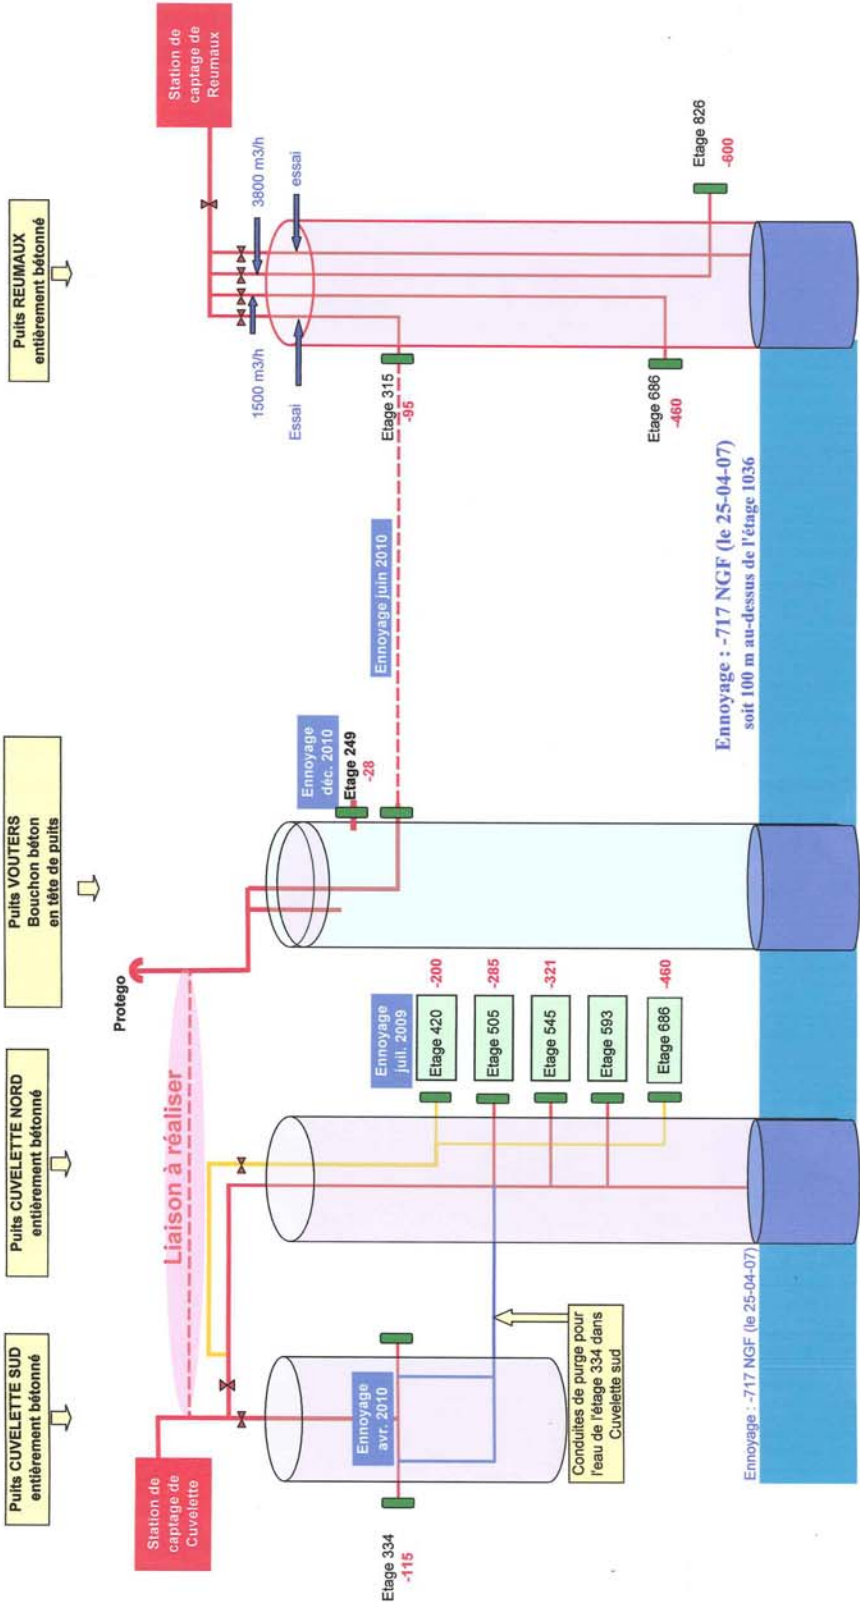 Puits CUVELETTE SUD
entièrement bétonné
Puits CUVELETTE NORD
entièrement bétonné
Puits VOUTERS
Bouchon béton
en tête de puits
Puits REUMAUX
entièrement bétonné
Station de
captage de
Cuvelette
Liaison à réaliser
Protego
Station de
captage de
Reumaux
1500 m3/h
3800 m3/h
Essai
essai
Etage 334
-115
Ennoyage
avr. 2010
Conduites de purge pour
l'eau de l'étage 334 dans
Cuvelette sud
Ennoyage
juil. 2009
Etage 420
-200
Etage 505
-285
Etage 545
-321
Etage 593
Etage 686
-460
Ennoyage
déc. 2010
Etage 249
-28
Ennoyage juin 2010
Etage 315
-95
Etage 686
-460
Etage 826
-600
Ennoyage : -717 NGF (le 25-04-07)
Ennoyage : -717 NGF (le 25-04-07)
soit 100 m au-dessus de l'étage 1036